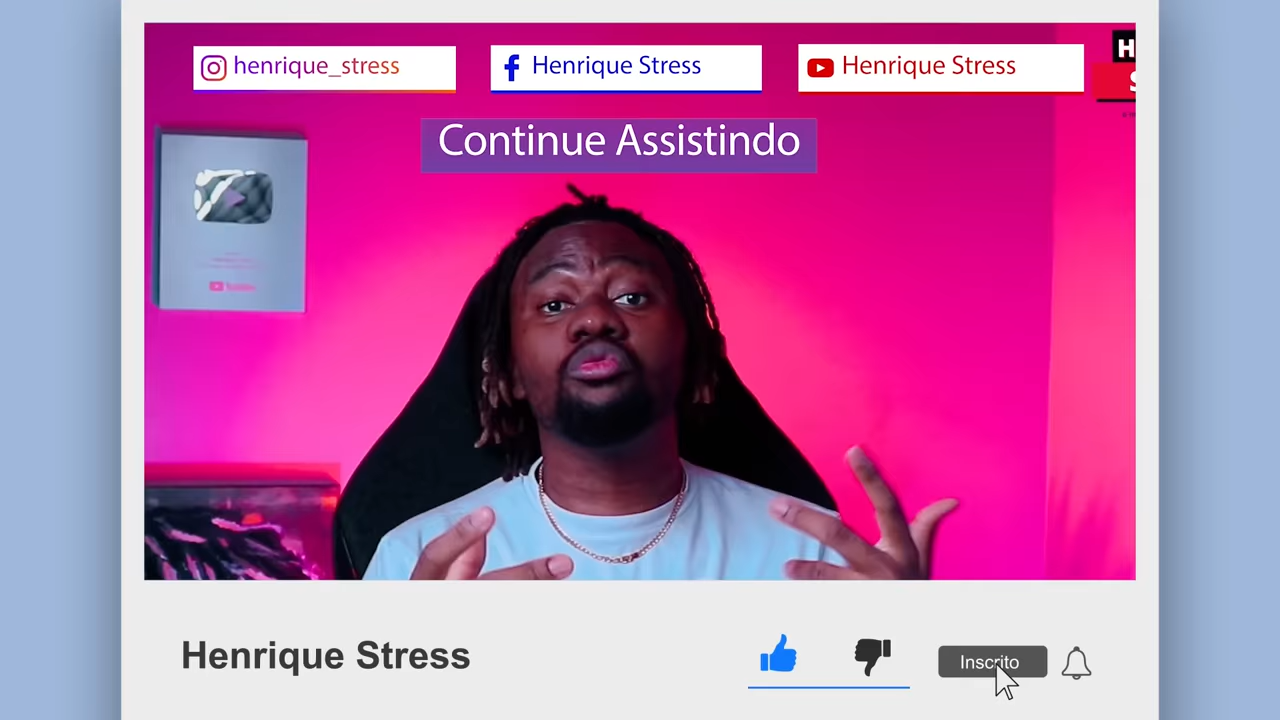 henrique_stress
Henrique Stress
Henrique Stress
H
S
Continue Assistindo
Henrique Stress
Inscrito